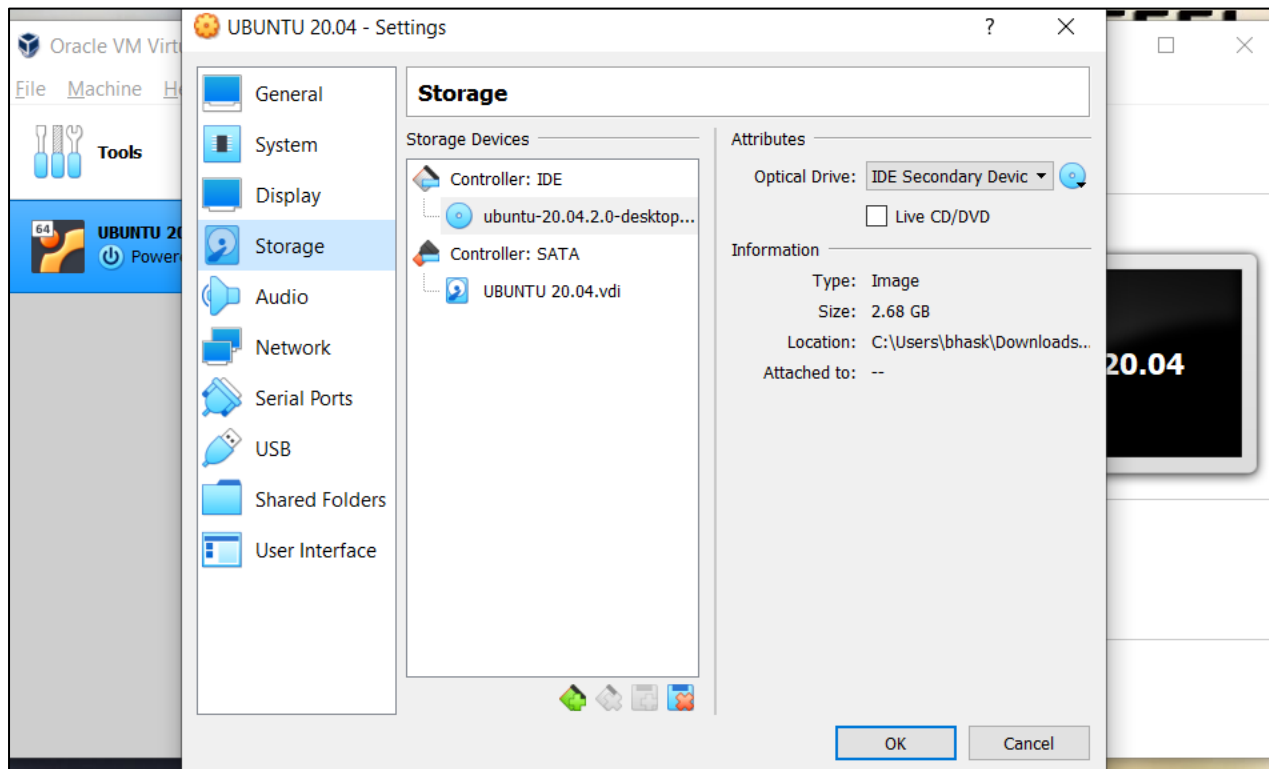 UBUNTU 20.04 - Settings
?
Oracle VM Virt
File Machine H
Tools
64
UBUNTU 20
Power
General
System
Display
Storage
Audio
Network
Serial Ports
USB
Shared Folders
User Interface
Storage
Storage Devices
Controller: IDE
ubuntu-20.04.2.0-desktop...
Controller: SATA
UBUNTU 20.04.vdi
Attributes
Optical Drive: IDE Secondary Devic
Live CD/DVD
Information
Type: Image
Size: 2.68 GB
Location: C:\Users\bhask\Downloads...
Attached to: --
20.04
OK
Cancel